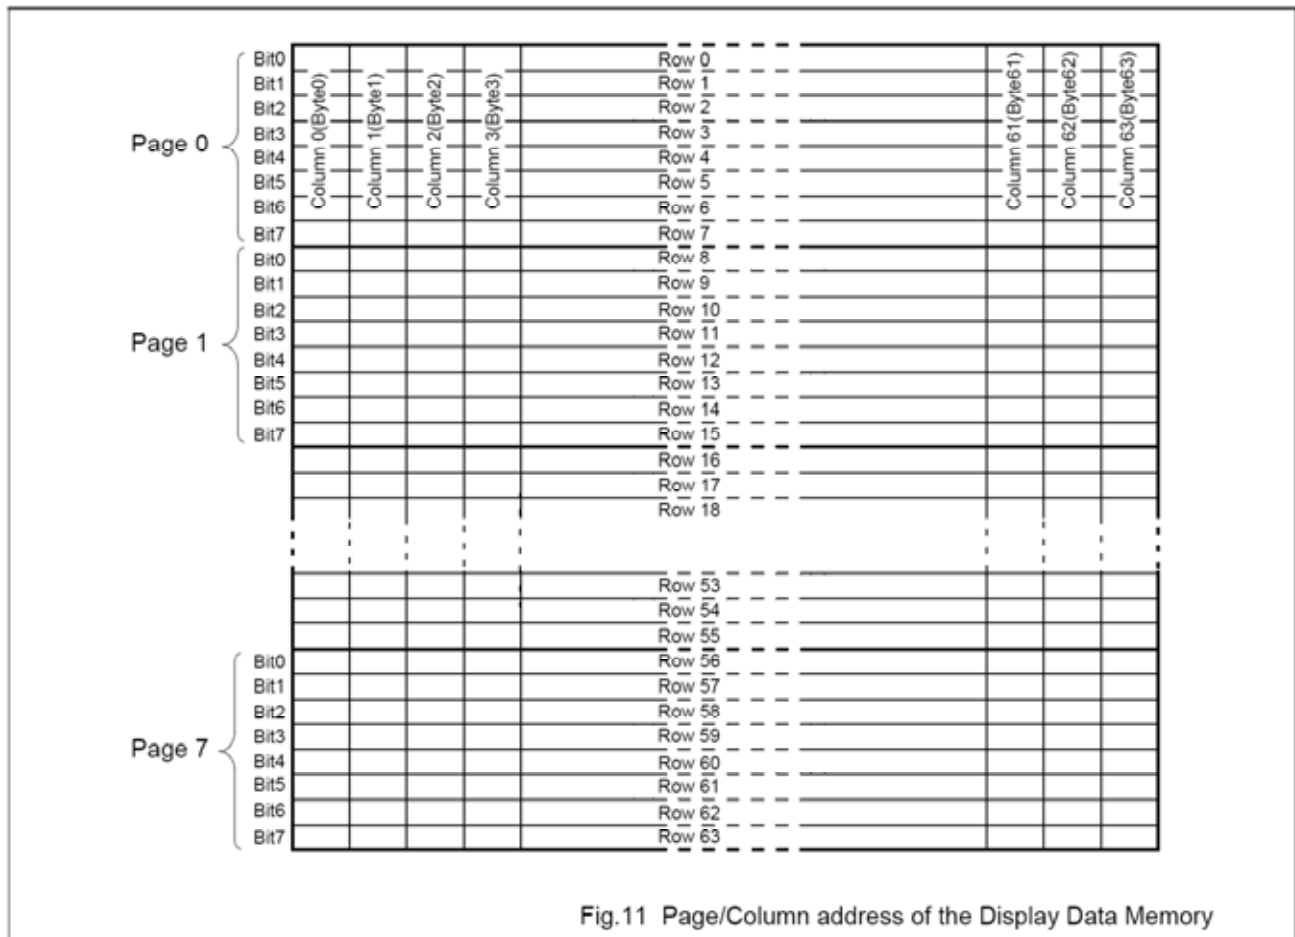 Page 0
Bit0
Bit1
Bit2
Bit3
Bit4
Bit5
Bit6
Bit7
Column 0(Byte0)
Column 1(Byte1)
Column 2(Byte2)
Column 3(Byte3)
Row 0
Row 1
Row 2
Row 3
Row 4
Row 5
Row 6
Row 7
Column 61(Byte61)
Column 62(Byte62)
Column 63(Byte63)
Page 1
Bit0
Bit1
Bit2
Bit3
Bit4
Bit5
Bit6
Bit7
Row 8
Row 9
Row 10
Row 11
Row 12
Row 13
Row 14
Row 15
Row 16
Row 17
Row 18
Row 53
Row 54
Row 55
Page 7
Bit0
Bit1
Bit2
Bit3
Bit4
Bit5
Bit6
Bit7
Row 56
Row 57
Row 58
Row 59
Row 60
Row 61
Row 62
Row 63
Fig.11 Page/Column address of the Display Data Memory